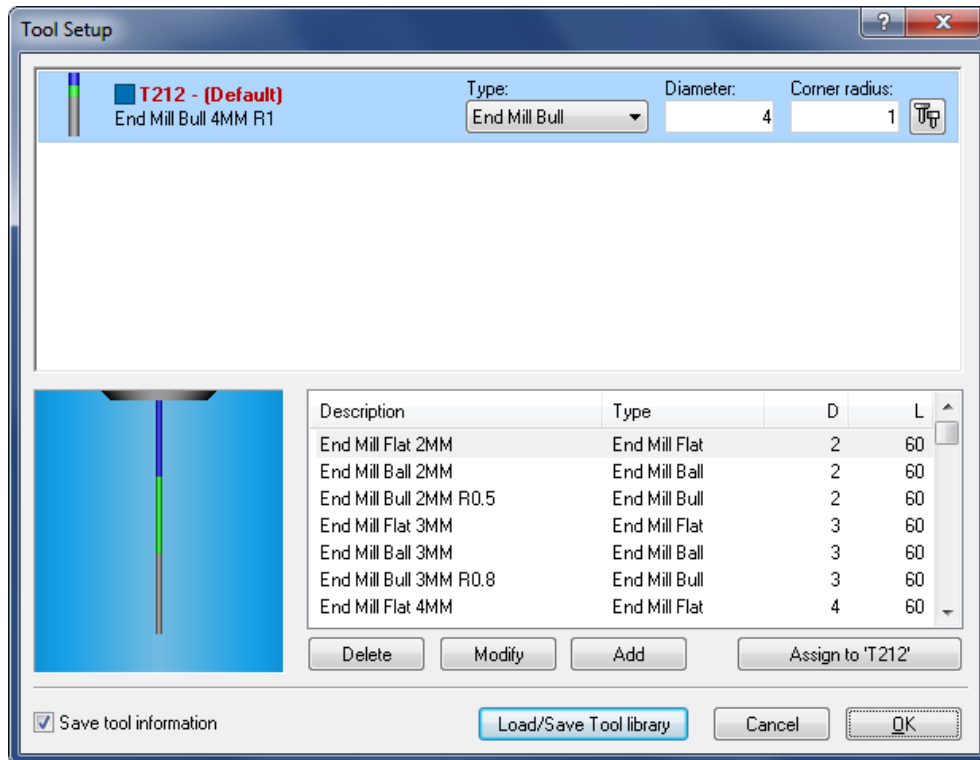 Tool Setup
?
T212 - (Default)
End Mill Bull 4MM R1
Type:
End Mill Bull
Diameter:
4
Corner radius:
1
Description Type D L
End Mill Flat 2MM End Mill Flat 2 60
End Mill Ball 2MM End Mill Ball 2 60
End Mill Bull 2MM R0.5 End Mill Bull 2 60
End Mill Flat 3MM End Mill Flat 3 60
End Mill Ball 3MM End Mill Ball 3 60
End Mill Bull 3MM R0.8 End Mill Bull 3 60
End Mill Flat 4MM End Mill Flat 4 60
Delete Modify Add Assign to 'T212'
Save tool information Load/Save Tool library Cancel OK